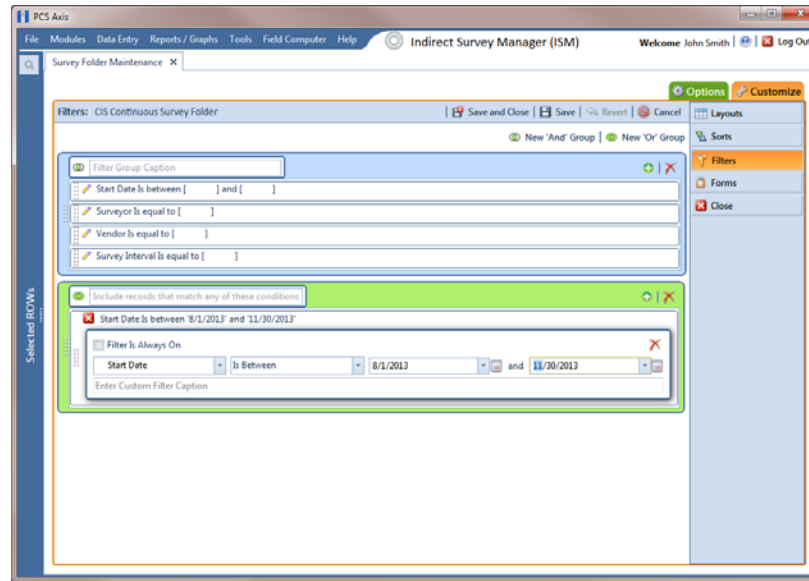 PCS Axis
File Modules Data Entry Reports / Graphs Tools Field Computer Help Indirect Survey Manager (ISM) Welcome John Smith | Log Out
Survey Folder Maintenance X
Options Customize
Filters: CIS Continuous Survey Folder | Save and Close | Save | Revert | Cancel
Layouts
New 'And' Group | New 'Or' Group
Sorts
Filter Group Caption
Filters
Start Date Is between [ ] and [ ]
Forms
Surveyor Is equal to [ ]
Close
Vendor Is equal to [ ]
Survey Interval Is equal to [ ]
Selected ROWs
Include records that match any of these conditions
Start Date Is between '8/1/2013' and '11/30/2013'
Filter Is Always On
Start Date Is Between 8/1/2013 and 11/30/2013
Enter Custom Filter Caption